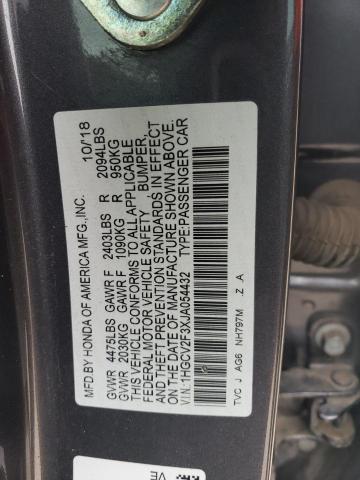 MFD.BY HONDA OF AMERICA MFG.,INC. 10/18
GVWR 4475LBS GAWR F 2403LBS R 2094LBS
GVWR 2030KG GAWR F 1090KG R 950KG
THIS VEHICLE CONFORMS TO ALL APPLICABLE
FEDERAL MOTOR VEHICLE SAFETY BUMPER,
AND THEFT PREVENTION STANDARDS IN EFFECT
ON THE DATE OF MANUFACTURE SHOWN ABOVE.
V.I.N:1HGCV2F3XJA054432 TYPE:PASSENGER CAR
TVC J AG6 NH797M .Z A
VE